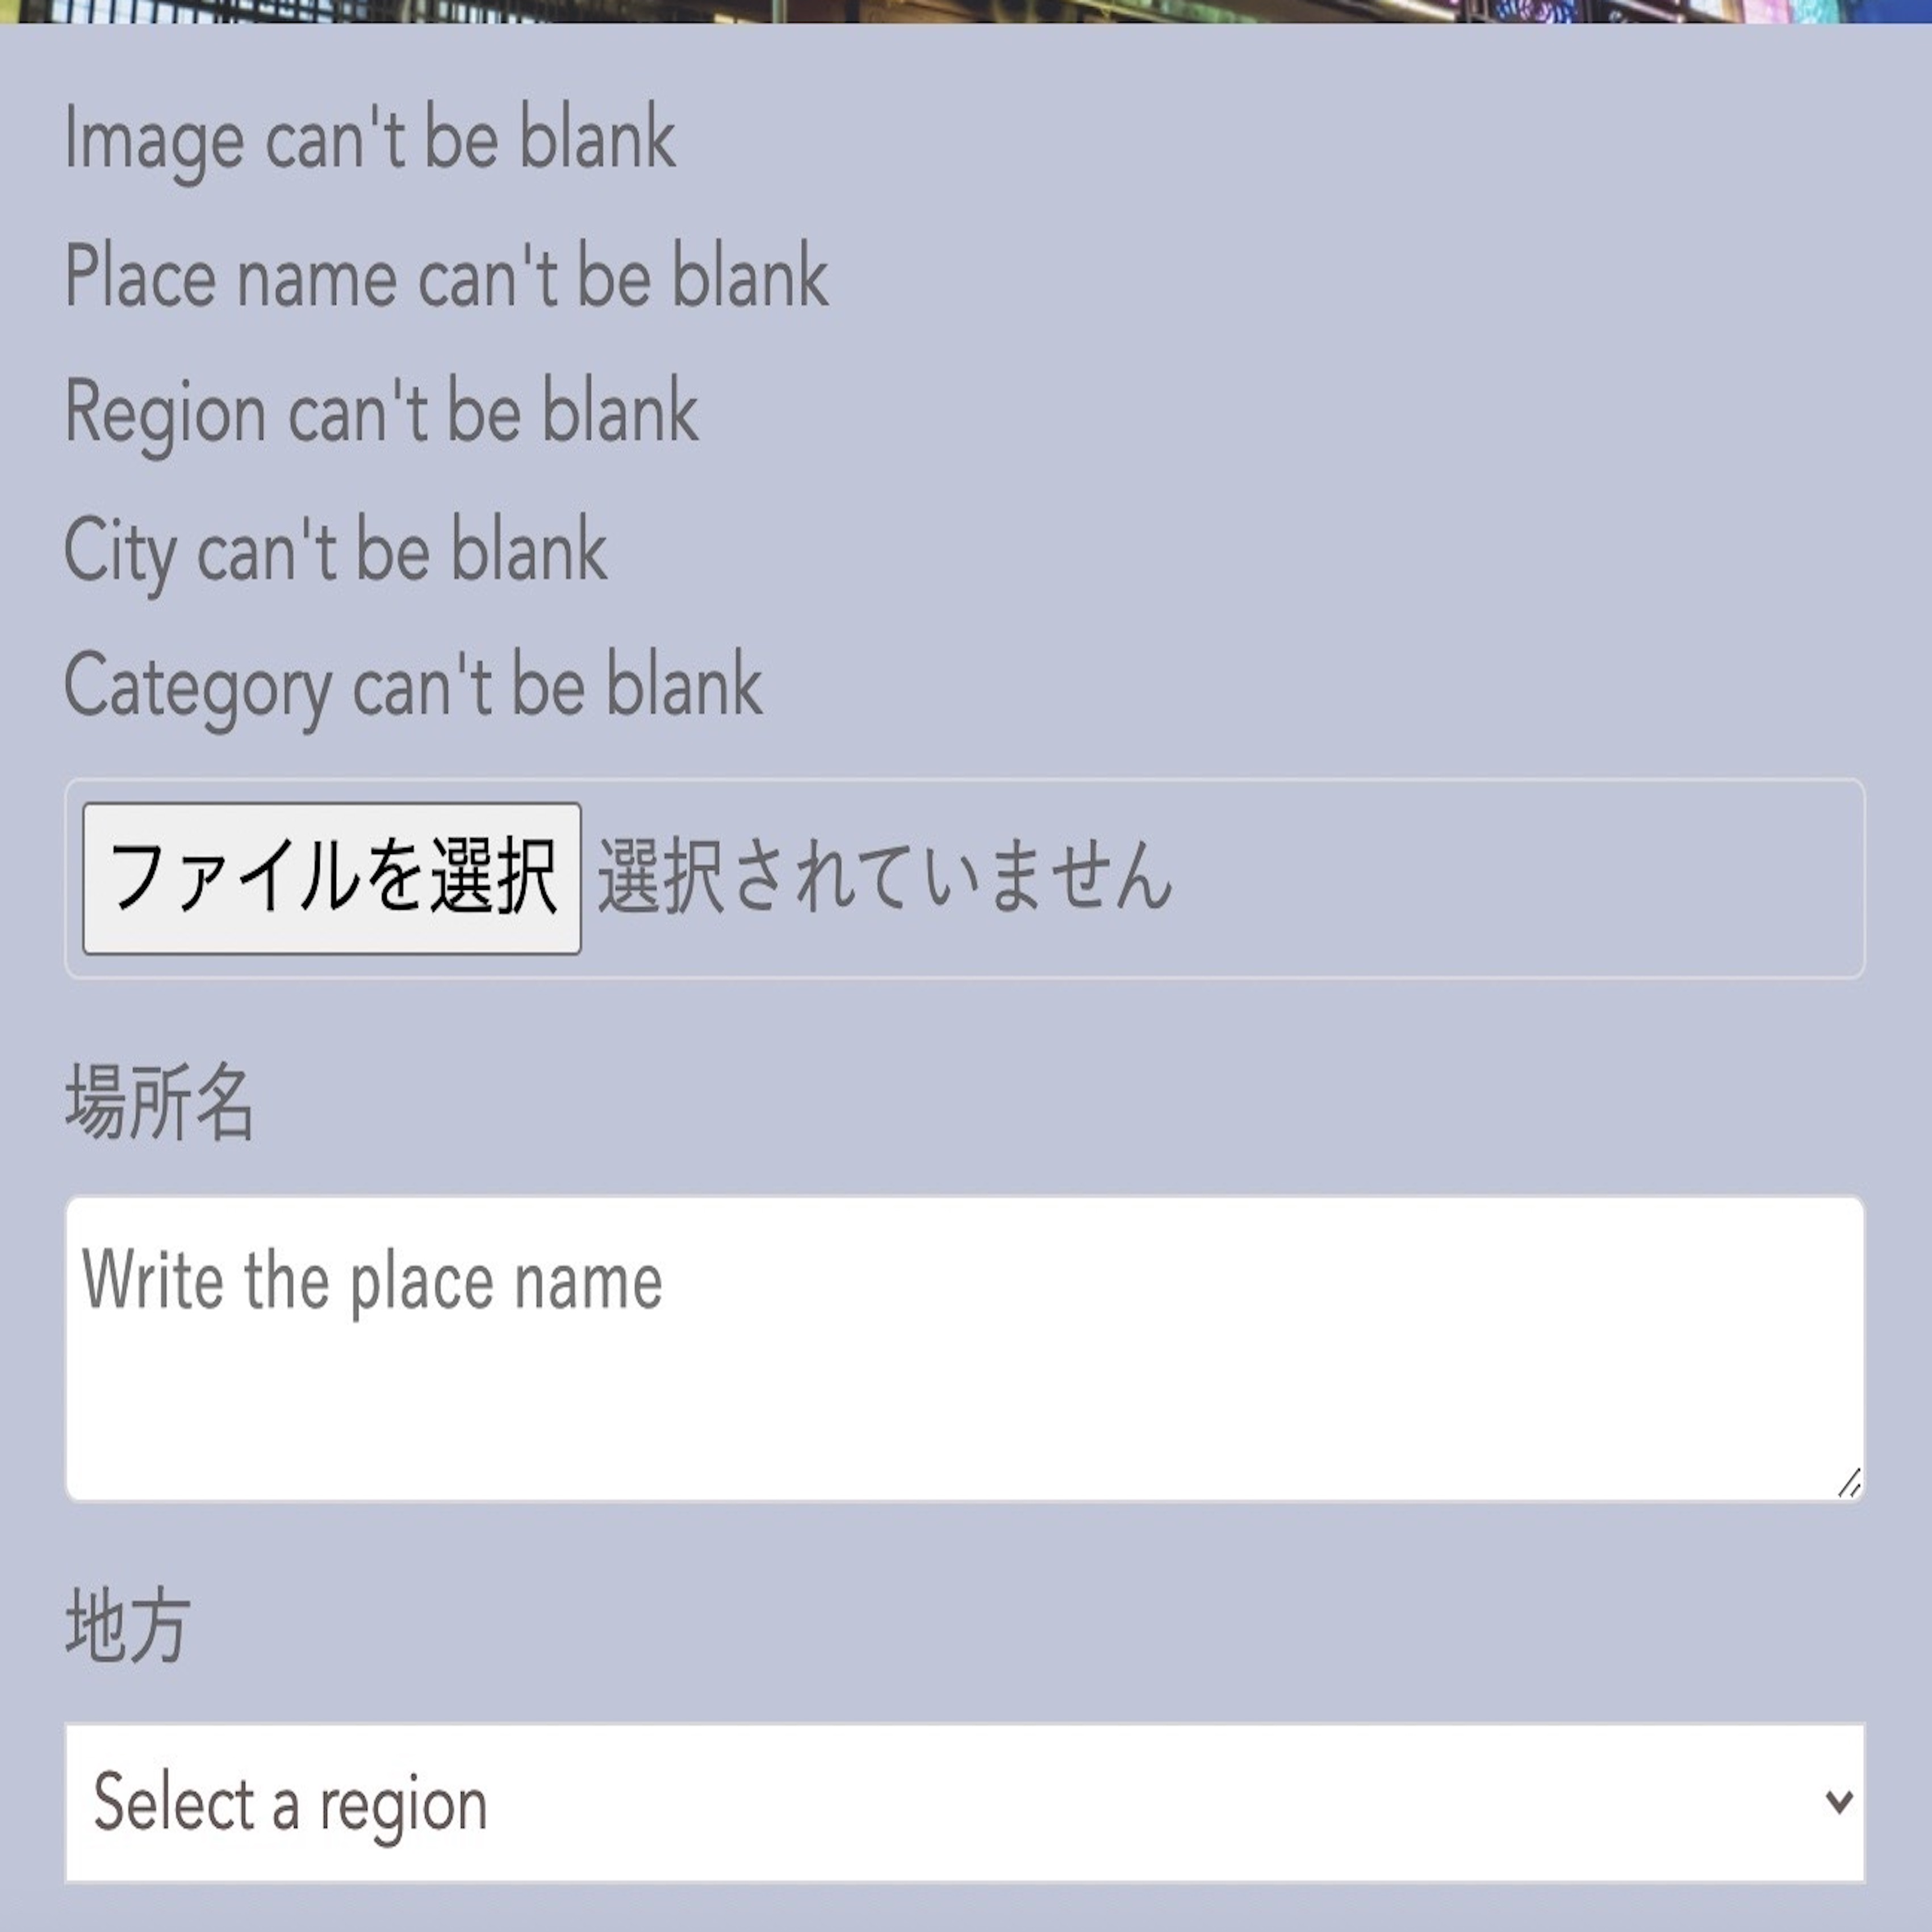 Image can't be blank
Place name can't be blank
Region can't be blank
City can't be blank
Category can't be blank
ファイルを選択 選択されていません
場所名
Write the place name
地方
Select a region